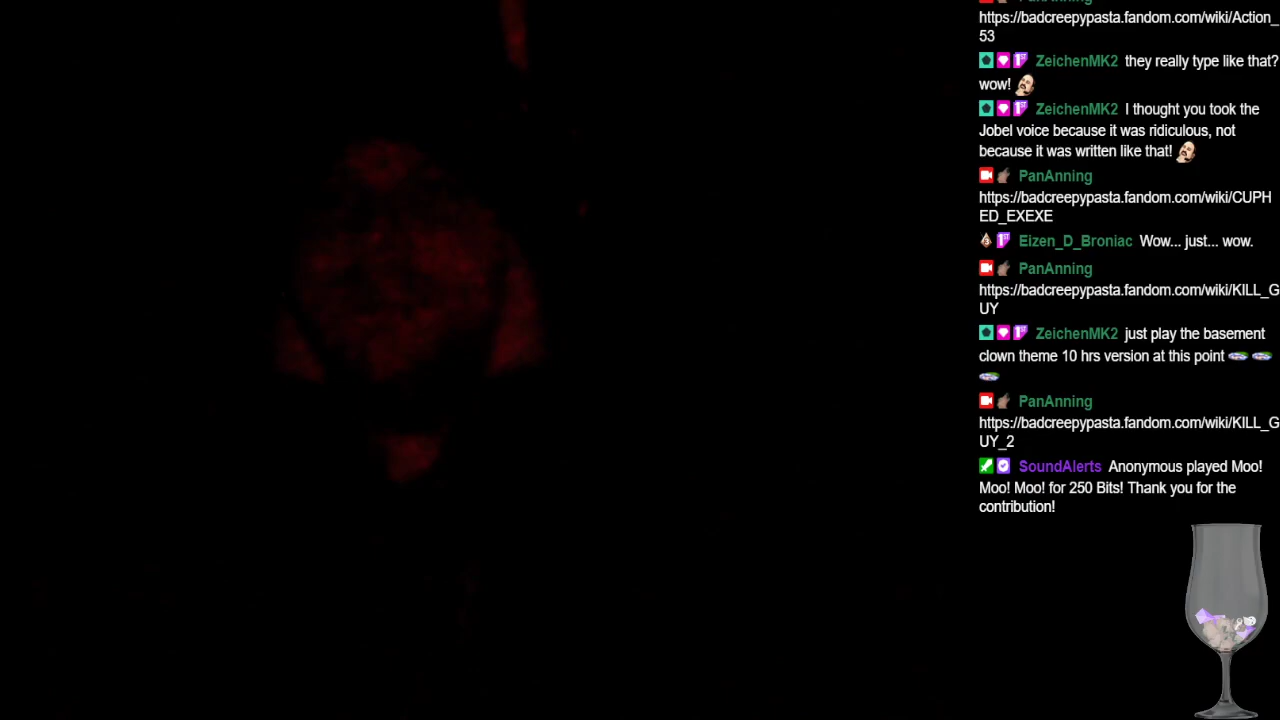 https://badcreepypasta.fandom.com/wiki/Action_
53
ZeichenMK2 they really type like that?
wow!
ZeichenMK2 I thought you took the
Jobel voice because it was ridiculous, not
because it was written like that!
PanAnning
https://badcreepypasta.fandom.com/wiki/CUPH
ED_EXEXE
Eizen_D_Broniac Wow... just... wow.
PanAnning
https://badcreepypasta.fandom.com/wiki/KILL_G
UY
ZeichenMK2 just play the basement
clown theme 10 hrs version at this point
PanAnning
https://badcreepypasta.fandom.com/wiki/KILL_G
UY_2
SoundAlerts Anonymous played Moo!
Moo! Moo! for 250 Bits! Thank you for the
contribution!